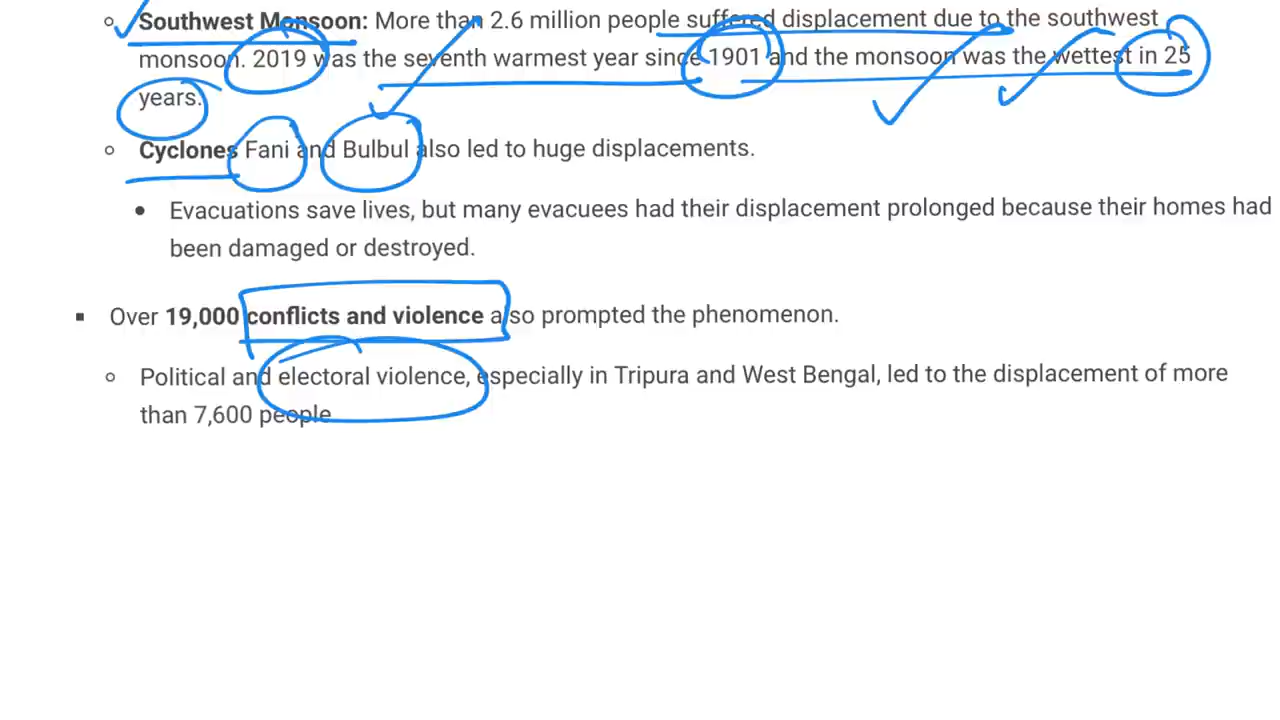 Southwest Monsoon: More than 2.6 million people suffered displacement due to the southwest
monsoon. 2019 was the seventh warmest year since 1901 and the monsoon was the wettest in 25
years.
Cyclones Fani and Bulbul also led to huge displacements.
Evacuations save lives, but many evacuees had their displacement prolonged because their homes had
been damaged or destroyed.
Over 19,000 conflicts and violence also prompted the phenomenon.
Political and electoral violence, especially in Tripura and West Bengal, led to the displacement of more
than 7,600 people